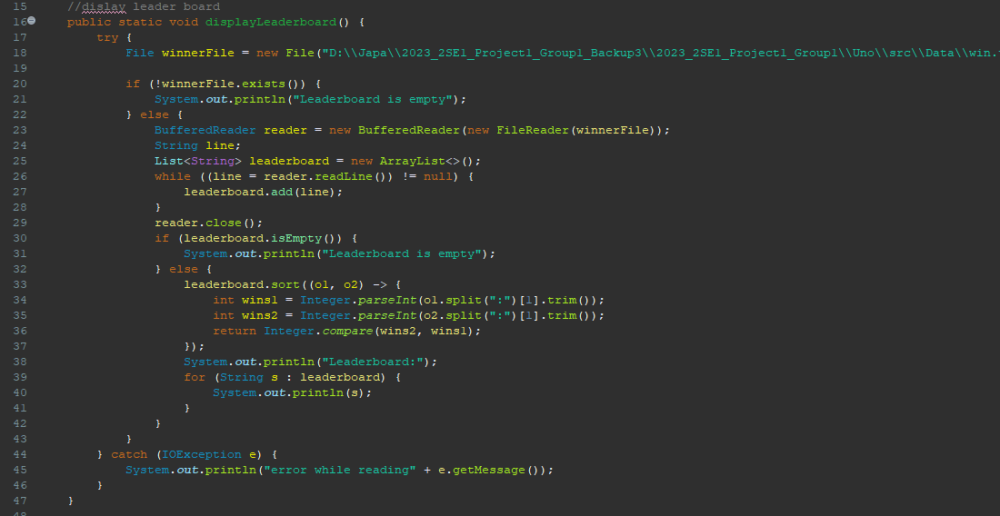 15 //dislay leader board
16 public static void displayLeaderboard() {
17 try {
18 File winnerFile = new File("D:\\Japa\\2023_2SE1_Project1_Group1_Backup3\\2023_2SE1_Project1_Group1\\Uno\\src\\Data\\win.
19
20 if (!winnerFile.exists()) {
21 System.out.println("Leaderboard is empty");
22 } else {
23 BufferedReader reader = new BufferedReader(new FileReader(winnerFile));
24 String line;
25 List<String> leaderboard = new ArrayList<>();
26 while ((line = reader.readLine()) != null) {
27 leaderboard.add(line);
28 }
29 reader.close();
30 if (leaderboard.isEmpty()) {
31 System.out.println("Leaderboard is empty");
32 } else {
33 leaderboard.sort((o1, o2) -> {
34 int wins1 = Integer.parseInt(o1.split(":")[1].trim());
35 int wins2 = Integer.parseInt(o2.split(":")[1].trim());
36 return Integer.compare(wins2, wins1);
37 });
38 System.out.println("Leaderboard:");
39 for (String s : leaderboard) {
40 System.out.println(s);
41 }
42 }
43 }
44 } catch (IOException e) {
45 System.out.println("error while reading" + e.getMessage());
46 }
47 }
48